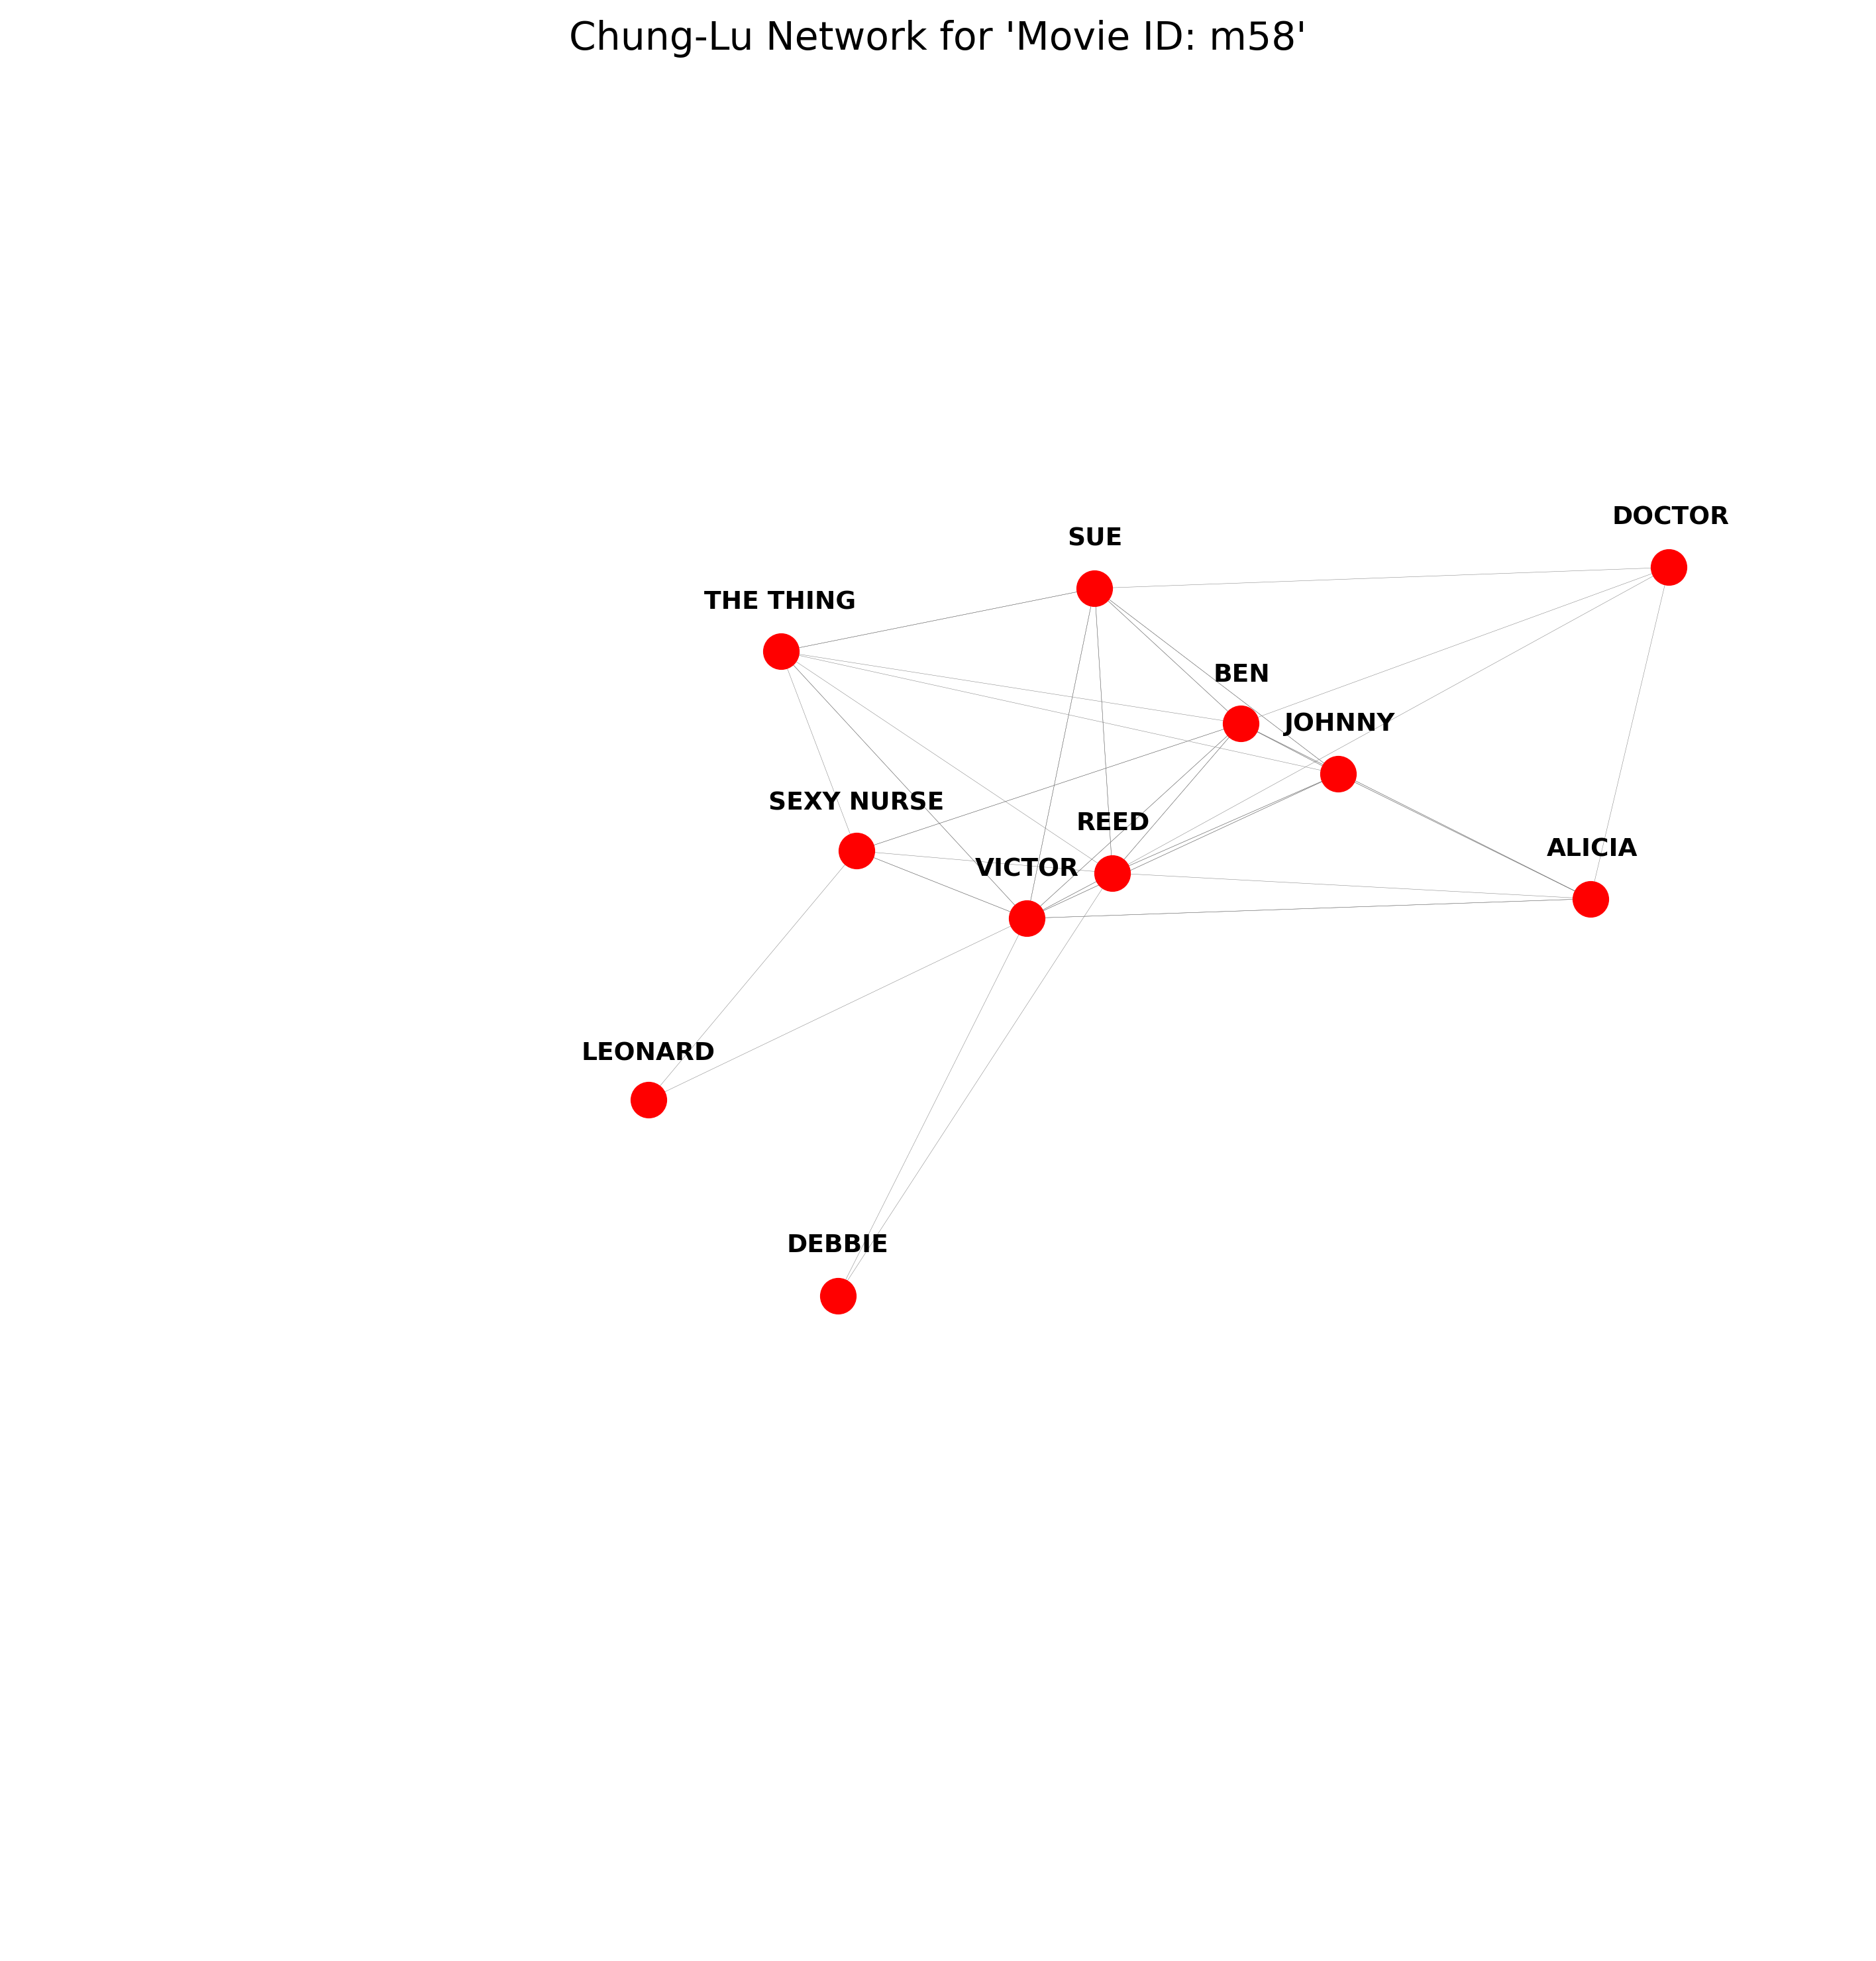 Chung-Lu Network for 'Movie ID: m58'
DOCTOR
SUE
THE THING
BEN
JOHNNY
SEXY NURSE
REED
ALICIA
VICTOR
LEONARD
DEBBIE